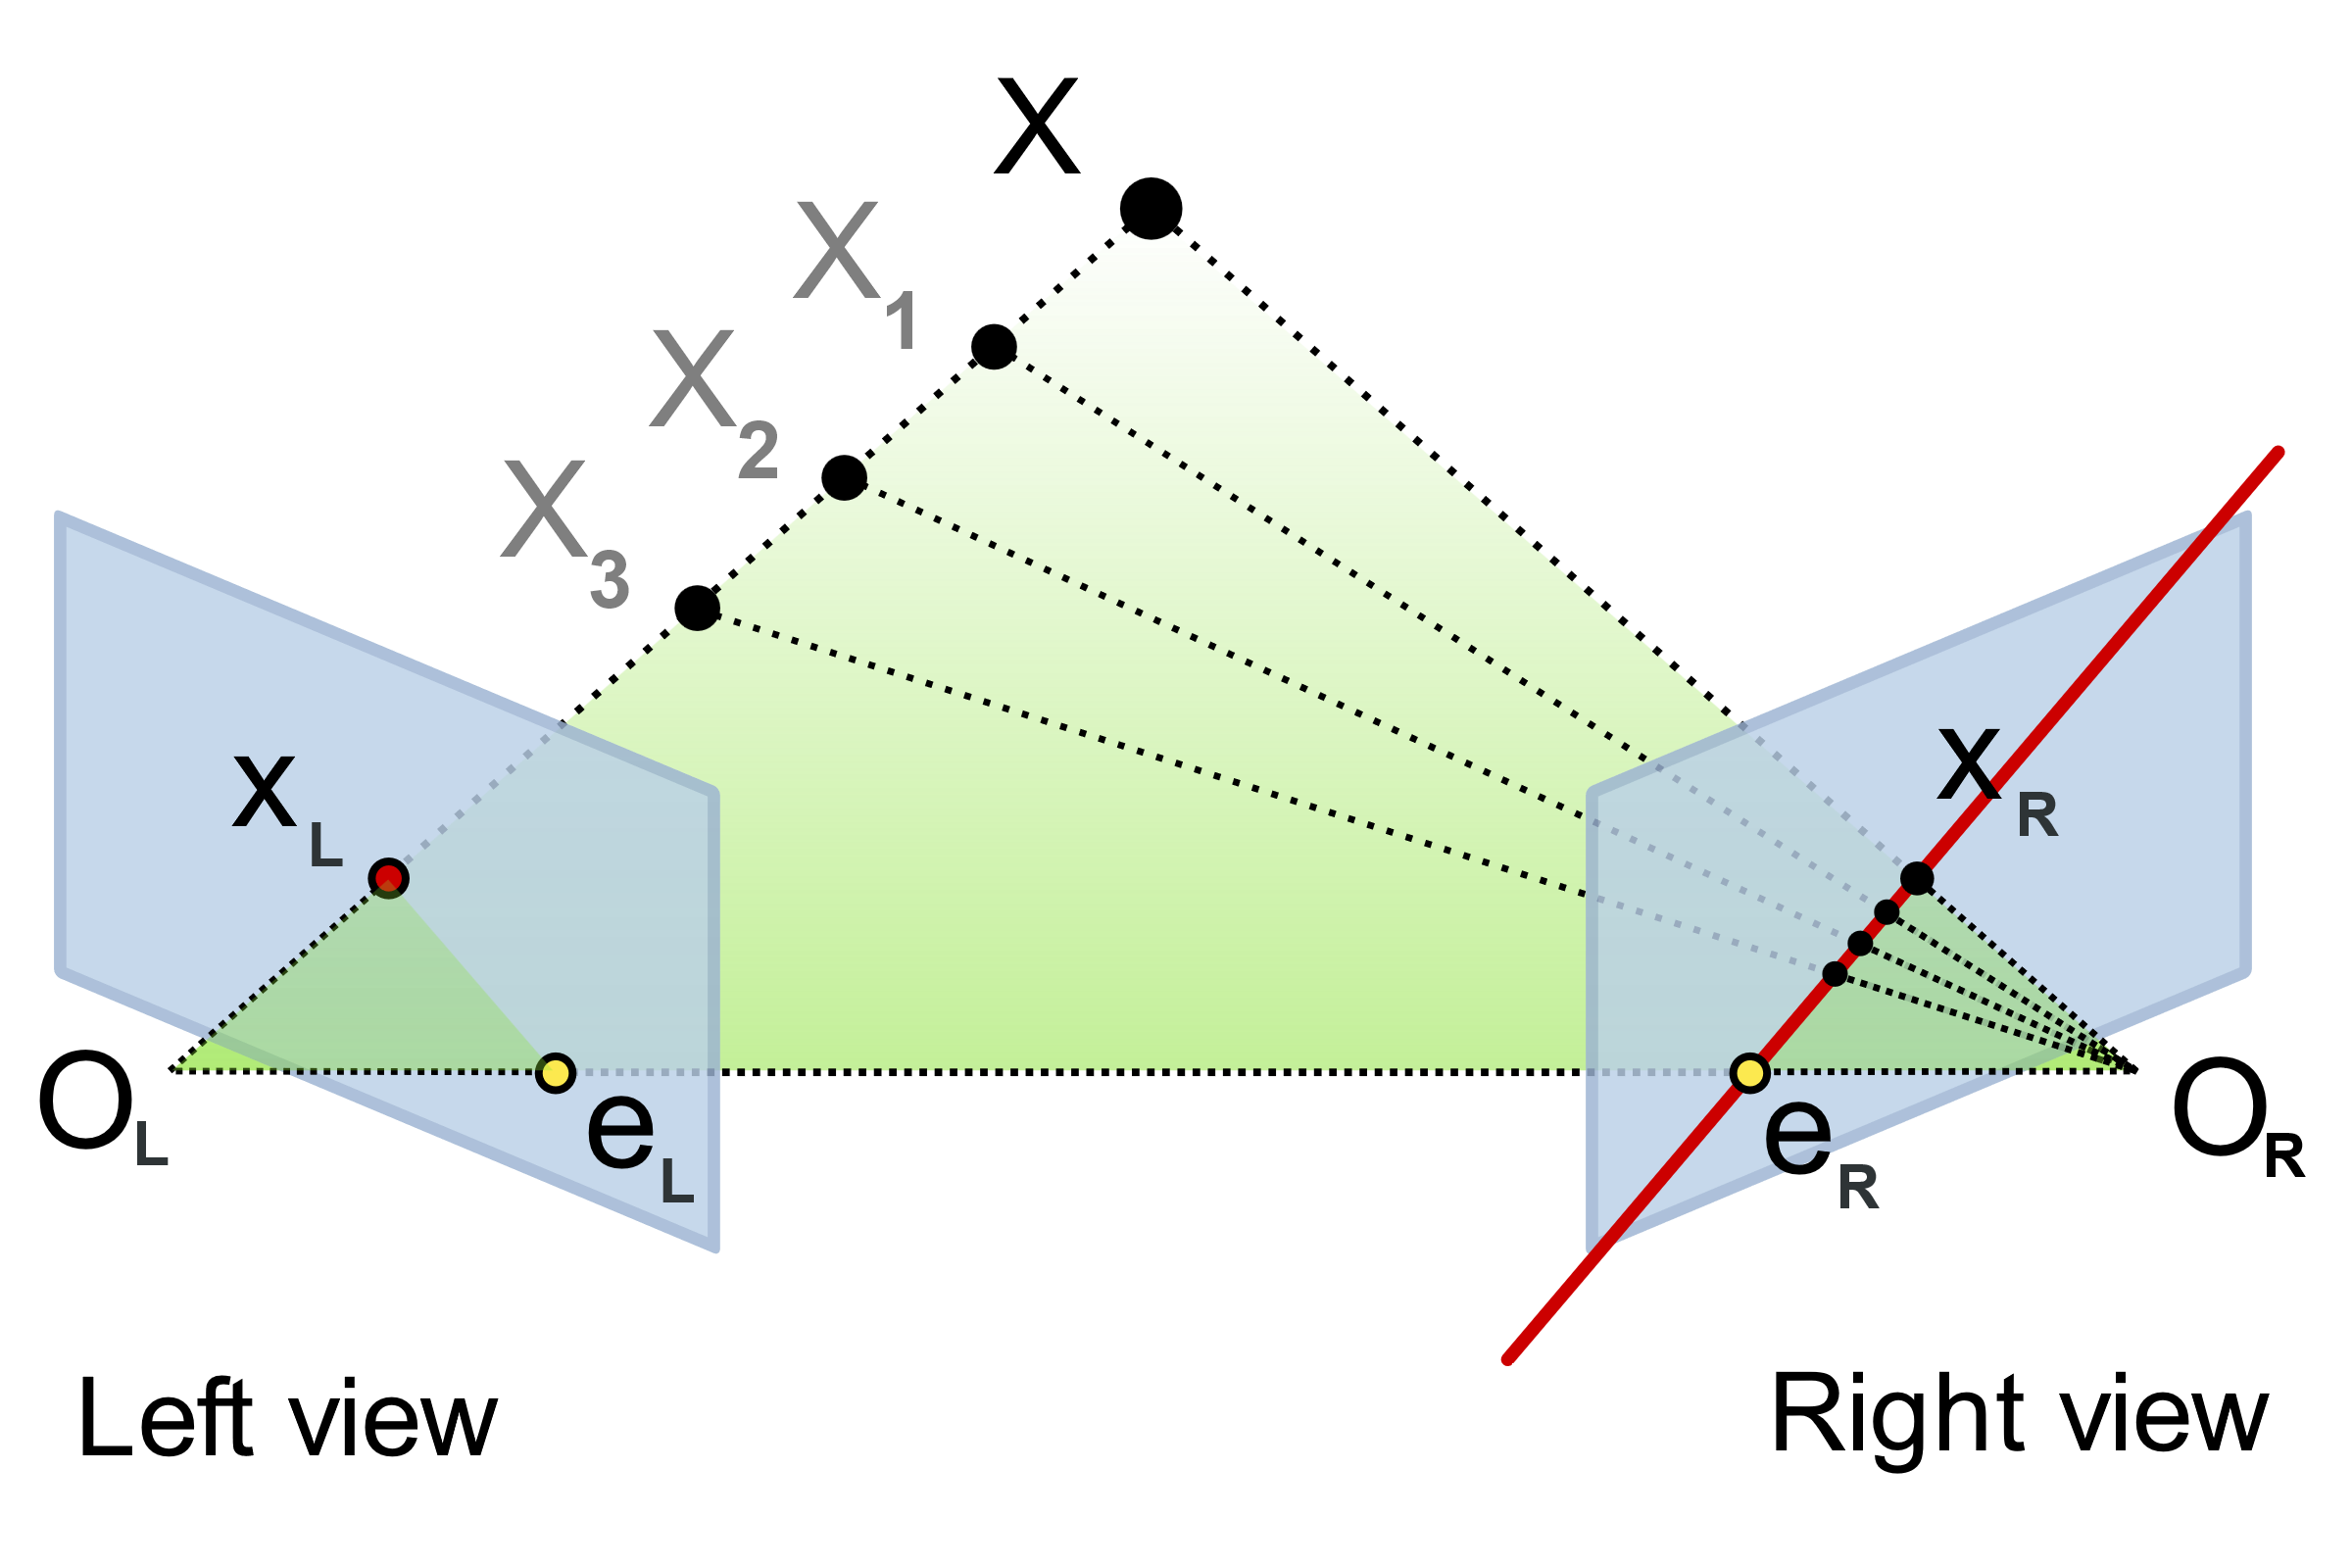 X
X1
X2
X3
XL
XR
OL
eL
eR
OR
Left view
Right view